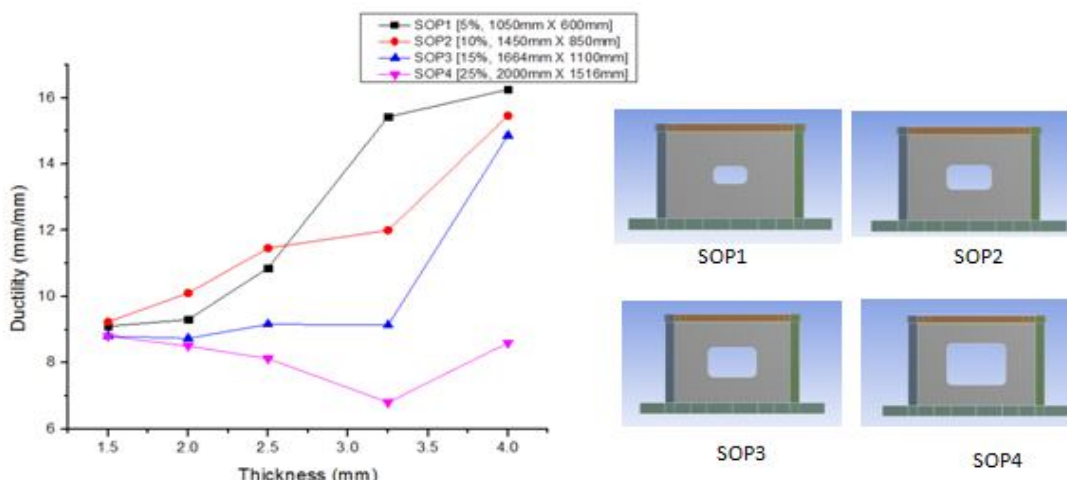 SOP1 [5%, 1050mm X 600mm]
SOP2 [10%, 1450mm X 850mm]
SOP3 [15%, 1664mm X 1100mm]
SOP4 [25%, 2000mm X 1516mm]
16
14
12
10
8
6
Ductility (mm/mm)
1.5 2.0 2.5 3.0 3.5 4.0
Thickness (mm)
SOP1 SOP2
SOP3 SOP4